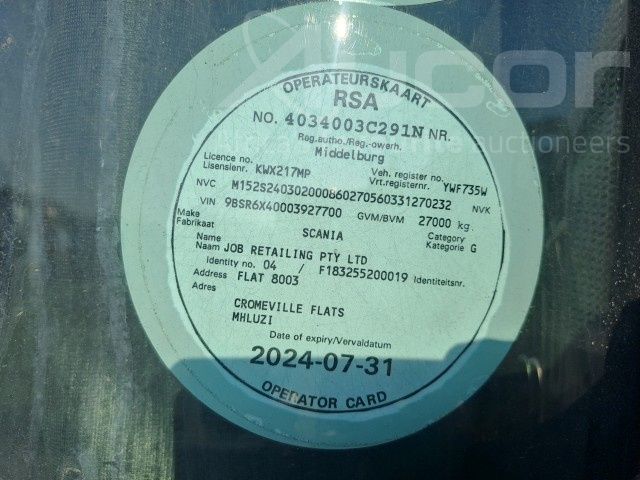 OPERATEURSKAART
RSA
NO. 4034003C291N NR.
Reg.autho./Reg.-owerh.
Middelburg
Licence no. KWX217MP Veh. register no. YWF735W
Lisensienr. Vrt.registernr.
NVC M152S240302000860270560331270232 NVK
VIN 9BSR6X40003927700 GVM/BVM 27000 kg.
Make SCANIA Category G
Fabrikaat Kategorie
Name JOB RETAILING PTY LTD
Naam
Identity no. 04 / F183255200019 Identiteitsnr.
Address FLAT 8003
Adres
CROMEVILLE FLATS
MHLUZI
Date of expiry/Vervaldatum
2024-07-31
OPERATOR CARD
auctioneers